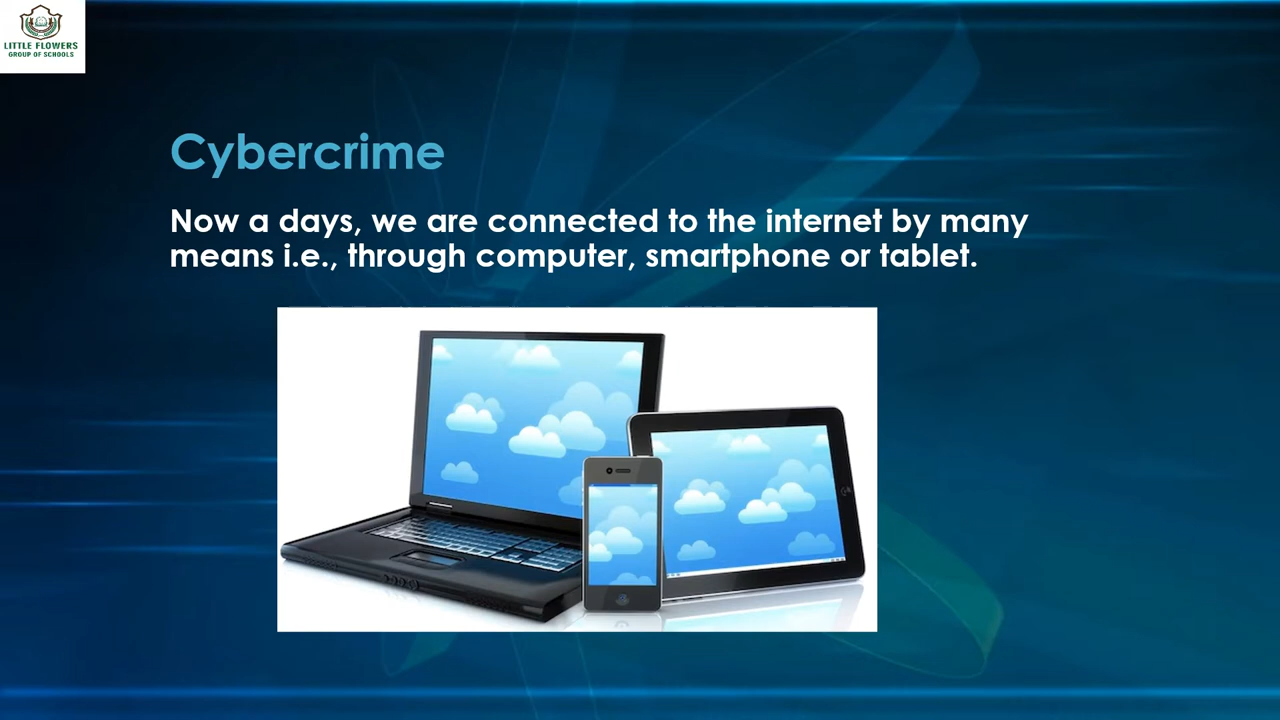 LITTLE FLOWERS
GROUP OF SCHOOLS
Cybercrime
Now a days, we are connected to the internet by many
means i.e., through computer, smartphone or tablet.